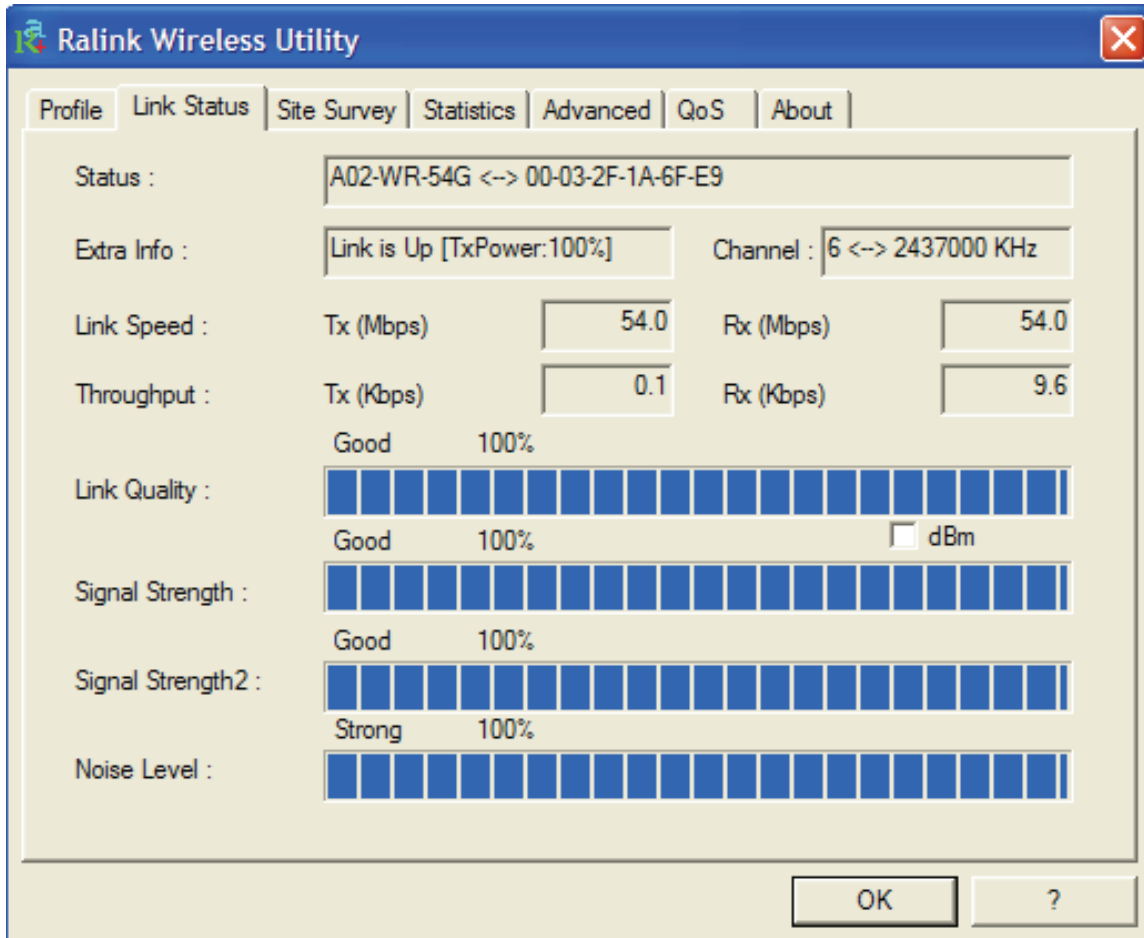 Ralink Wireless Utility
Profile Link Status Site Survey Statistics Advanced QoS About
Status : A02-WR-54G <--> 00-03-2F-1A-6F-E9
Extra Info : Link is Up [TxPower:100%] Channel : 6 <--> 2437000 KHz
Link Speed : Tx (Mbps) 54.0 Rx (Mbps) 54.0
Throughput : Tx (Kbps) 0.1 Rx (Kbps) 9.6
Good 100%
Link Quality :
Good 100% dBm
Signal Strength :
Good 100%
Signal Strength2 :
Strong 100%
Noise Level :
OK ?